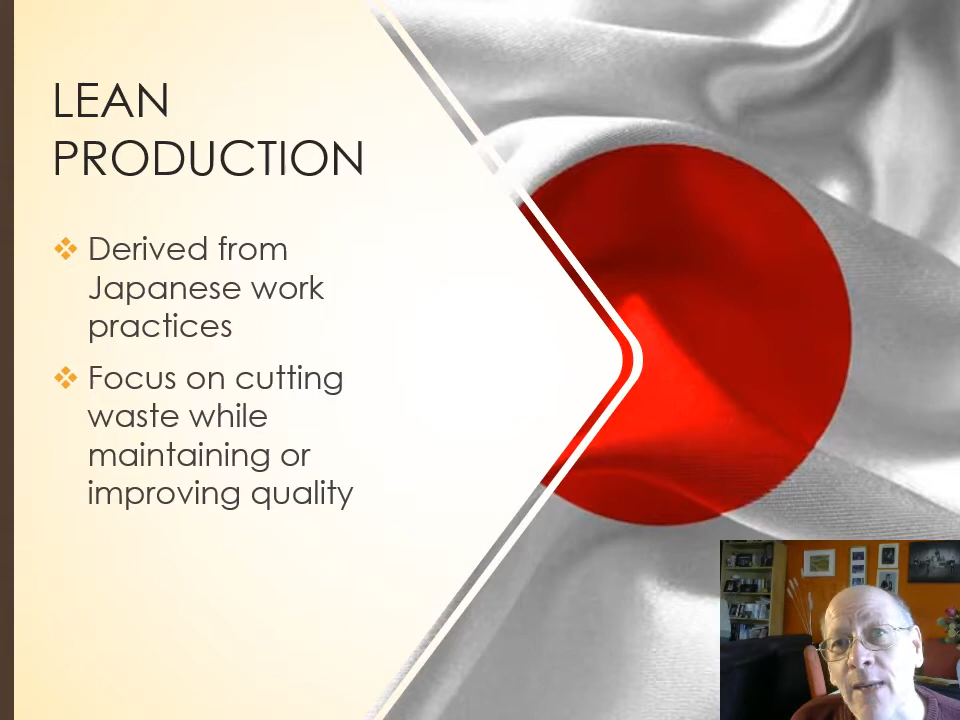 LEAN
PRODUCTION
Derived from
Japanese work
practices
Focus on cutting
waste while
maintaining or
improving quality